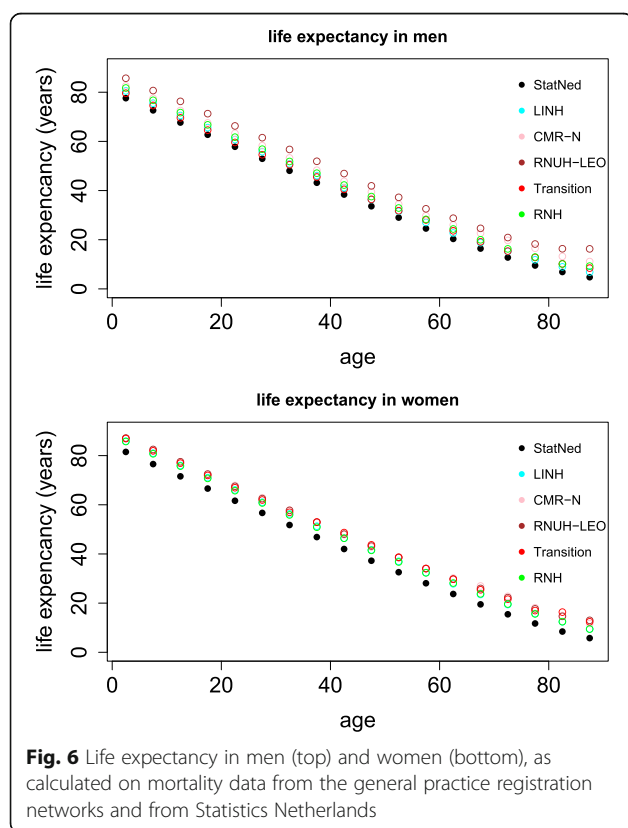 life expectancy in men
life expencancy (years)
80
60
40
20
0
StatNed
LINH
CMR−N
RNUH−LEO
Transition
RNH
0 20 40 60 80
age
life expectancy in women
life expencancy (years)
80
60
40
20
0
StatNed
LINH
CMR−N
RNUH−LEO
Transition
RNH
0 20 40 60 80
age
Fig. 6 Life expectancy in men (top) and women (bottom), as
calculated on mortality data from the general practice registration
networks and from Statistics Netherlands